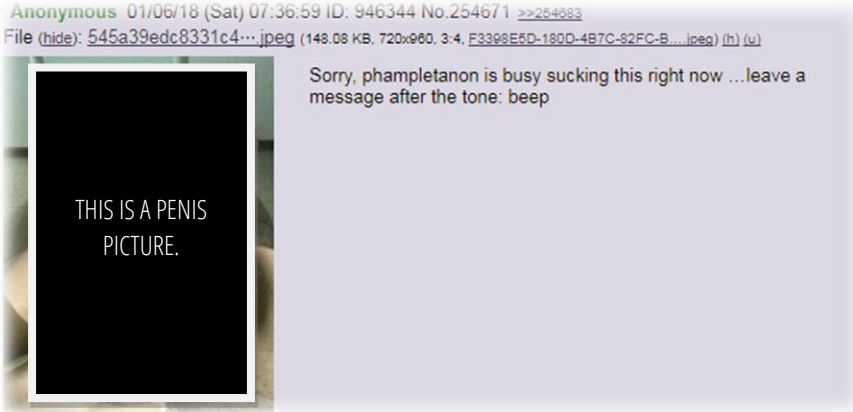 Anonymous 01/06/18 (Sat) 07:36:59 ID: 946344 No.254671 >>254683
File (hide): 545a39edc8331c4···.jpeg (148.08 KB, 720x960, 3:4, F3398E5D-180D-4B7C-82FC-B....jpeg) (h) (u)
Sorry, phampletanon is busy sucking this right now …leave a
message after the tone: beep
THIS IS A PENIS
PICTURE.